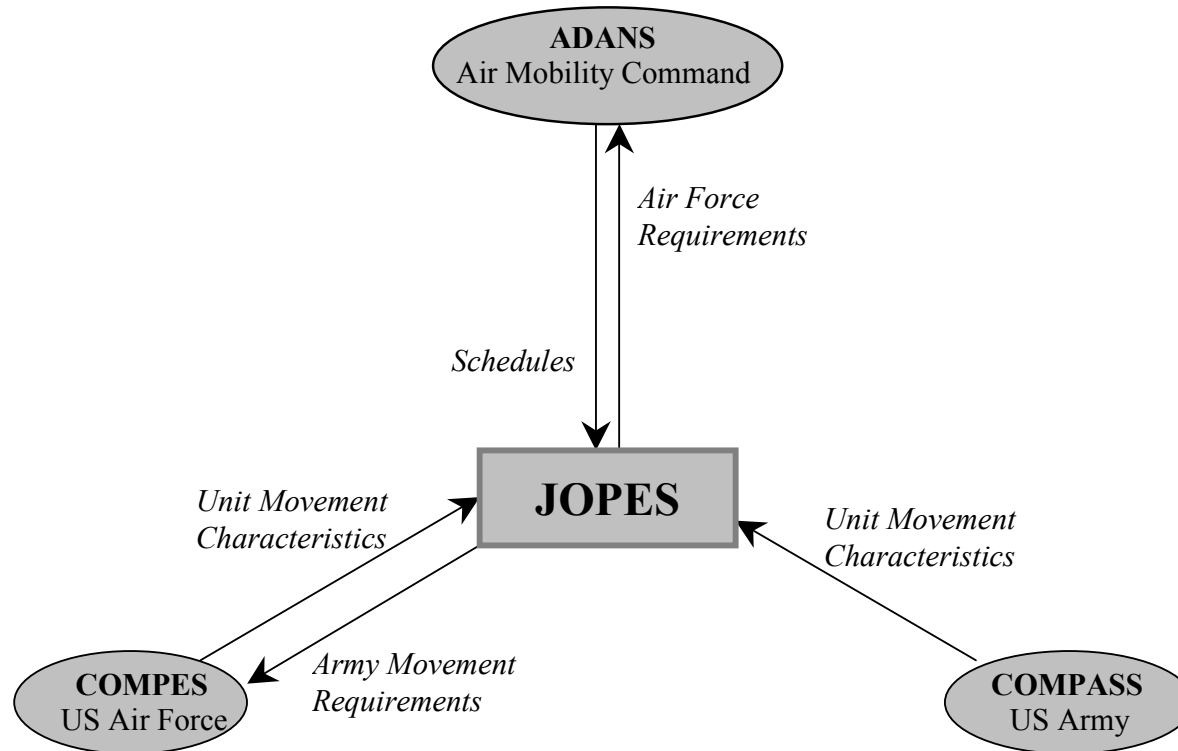 ADANS
Air Mobility Command
Air Force
Requirements
Schedules
JOPES
Unit Movement
Characteristics
Unit Movement
Characteristics
Army Movement
Requirements
COMPES
US Air Force
COMPASS
US Army